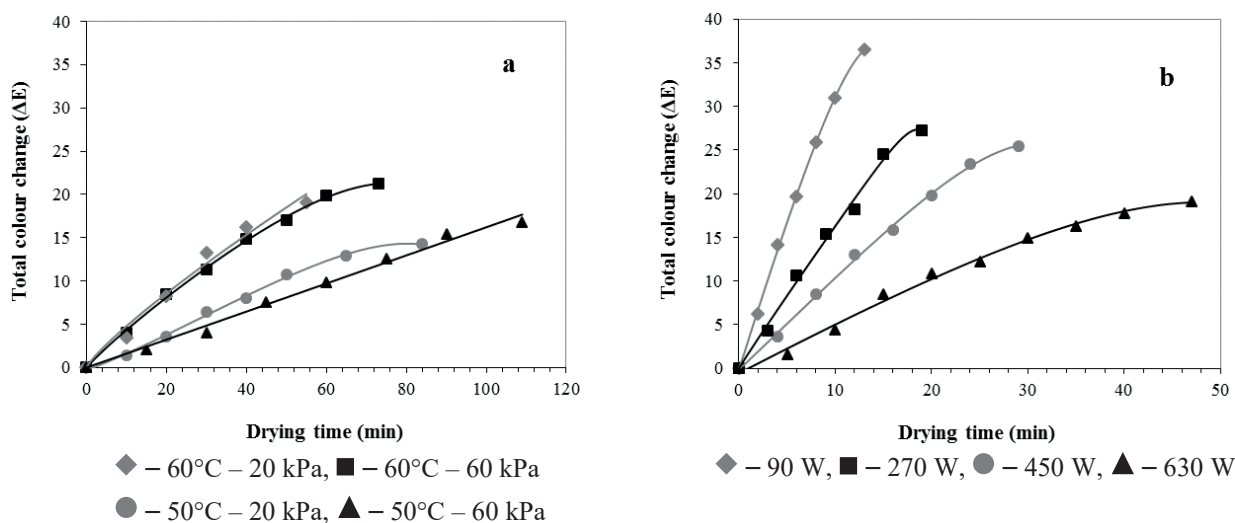 40
35
30
25
20
15
10
5
0
Total colour change (ΔE)
a
0 20 40 60 80 100 120
Drying time (min)
– 60°C – 20 kPa, – 60°C – 60 kPa
– 50°C – 20 kPa, – 50°C – 60 kPa
40
35
30
25
20
15
10
5
0
Total colour change (ΔE)
b
0 10 20 30 40 50
Drying time (min)
– 90 W, – 270 W, – 450 W, – 630 W